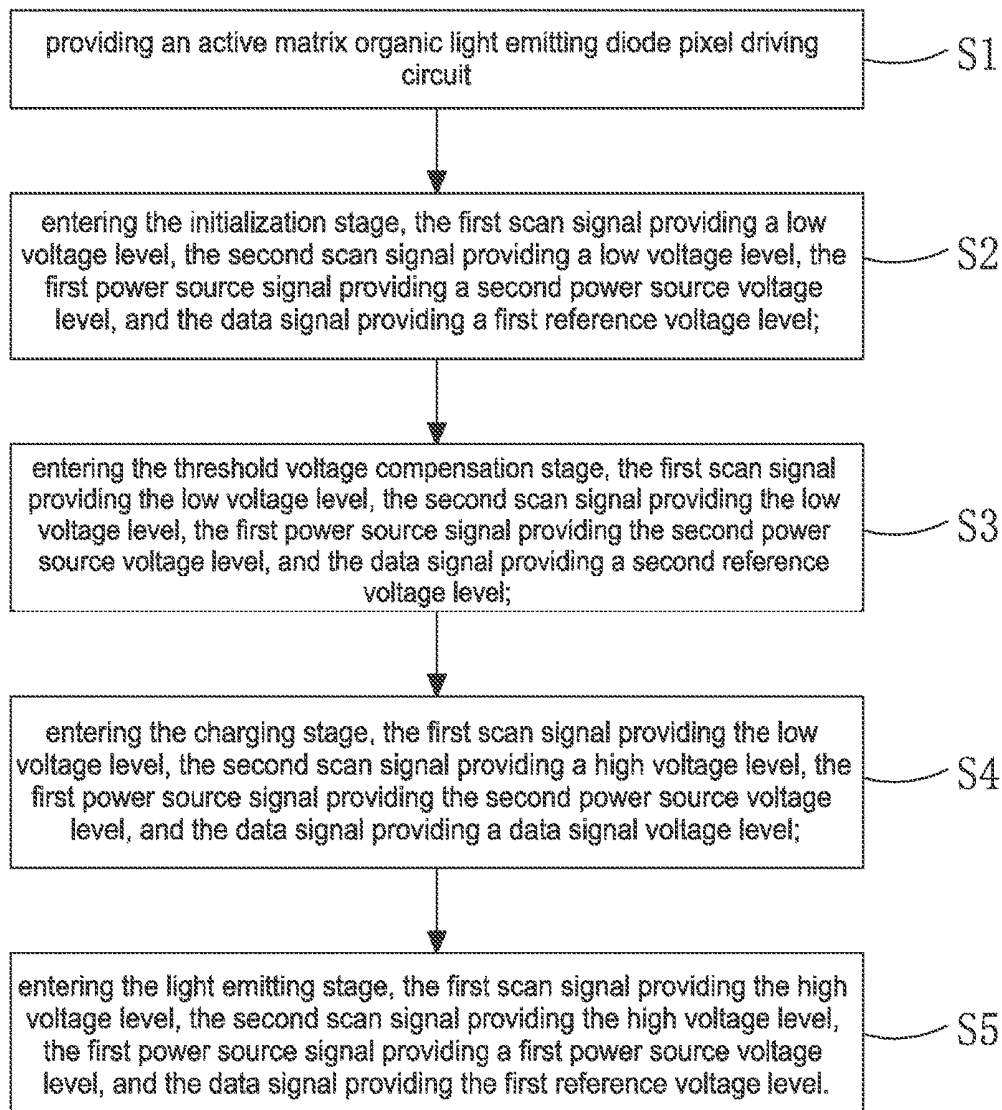 providing an active matrix organic light emitting diode pixel driving
circuit
S1
entering the initialization stage, the first scan signal providing a low
voltage level, the second scan signal providing a low voltage level, the
first power source signal providing a second power source voltage
level, and the data signal providing a first reference voltage level;
S2
entering the threshold voltage compensation stage, the first scan signal
providing the low voltage level, the second scan signal providing the low
voltage level, the first power source signal providing the second power
source voltage level, and the data signal providing a second reference
voltage level;
S3
entering the charging stage, the first scan signal providing the low
voltage level, the second scan signal providing a high voltage level, the
first power source signal providing the second power source voltage
level, and the data signal providing a data signal voltage level;
S4
entering the light emitting stage, the first scan signal providing the high
voltage level, the second scan signal providing the high voltage level,
the first power source signal providing a first power source voltage
level, and the data signal providing the first reference voltage level.
S5